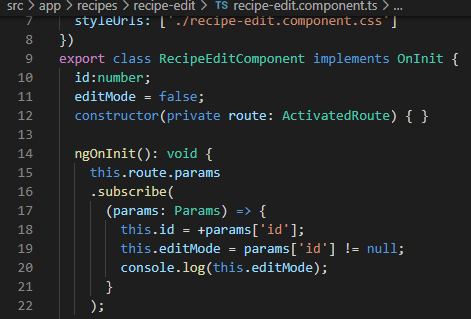 src > app > recipes > recipe-edit > TS recipe-edit.component.ts > ...
7 styleUrls: ['./recipe-edit.component.css']
8 })
9 export class RecipeEditComponent implements OnInit {
10 id:number;
11 editMode = false;
12 constructor(private route: ActivatedRoute) { }
13
14 ngOnInit(): void {
15 this.route.params
16 .subscribe(
17 (params: Params) => {
18 this.id = +params['id'];
19 this.editMode = params['id'] != null;
20 console.log(this.editMode);
21 }
22 );